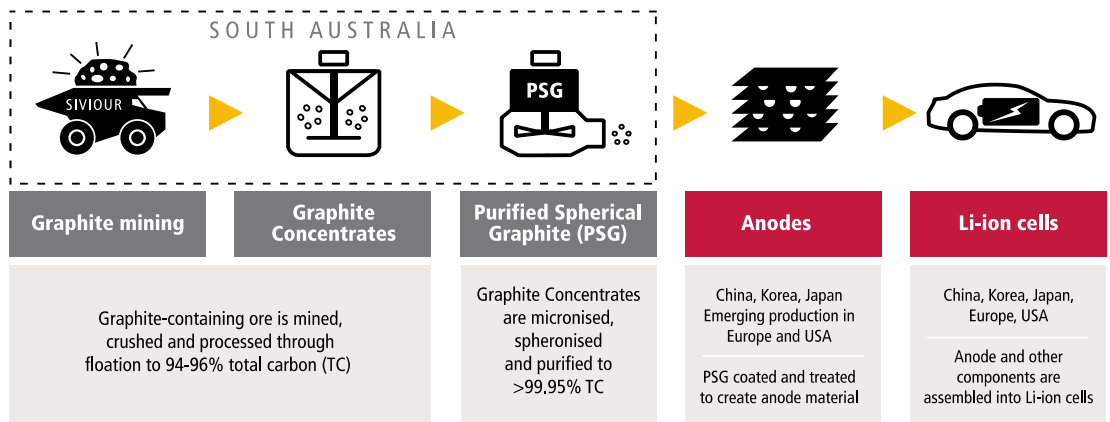 SOUTH AUSTRALIA
SIVIOUR
PSG
Graphite mining
Graphite
Concentrates
Purified Spherical
Graphite (PSG)
Anodes
Li-ion cells
Graphite-containing ore is mined,
crushed and processed through
floation to 94-96% total carbon (TC)
Graphite Concentrates
are micronised,
spheronised
and purified to
>99.95% TC
China, Korea, Japan
Emerging production in
Europe and USA
PSG coated and treated
to create anode material
China, Korea, Japan,
Europe, USA
Anode and other
components are
assembled into Li-ion cells